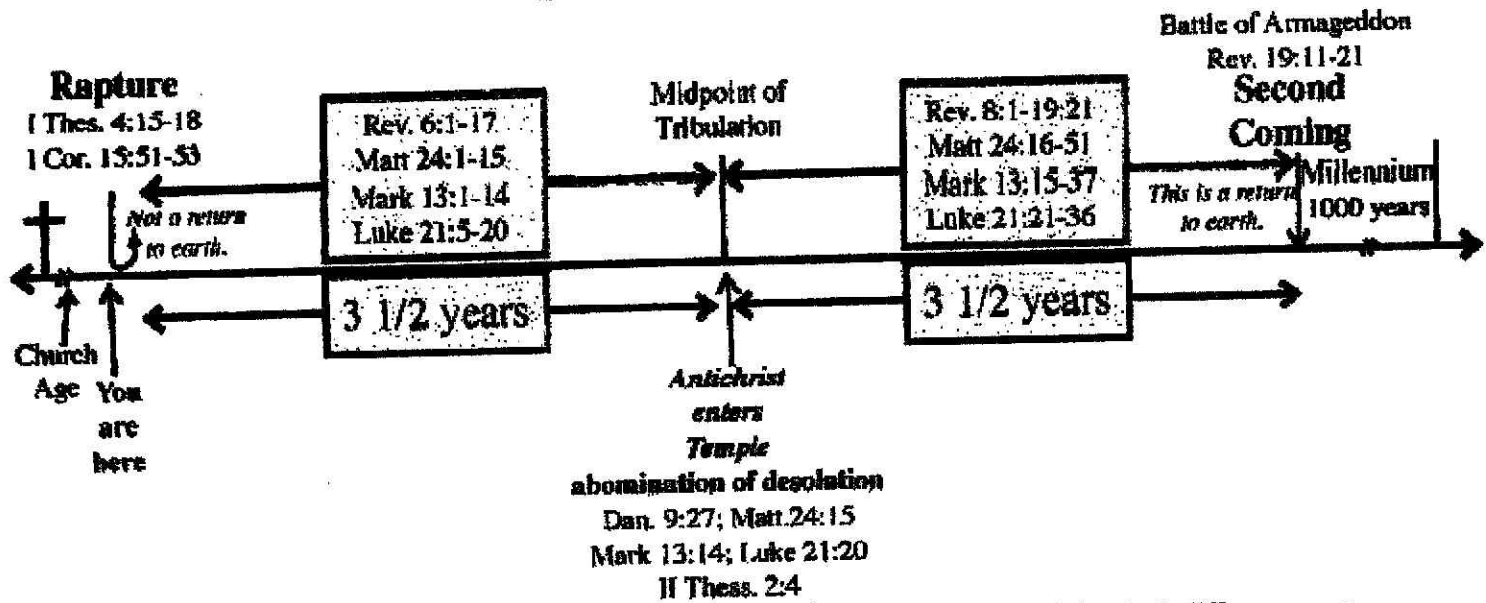 Rapture
I Thes. 4:15-18
1 Cor. 15:51-53
Not a return
to earth.
Church
Age
You
are
here
Rev. 6:1-17
Matt 24:1-15
Mark 13:1-14
Luke 21:5-20
3 1/2 years
Midpoint of
Tribulation
Antichrist
enters
Temple
abomination of desolation
Dan. 9:27; Matt.24:15
Mark 13:14; Luke 21:20
II Thess. 2:4
Rev. 8:1-19:21
Matt 24:16-51
Mark 13:15-37
Luke 21:21-36
3 1/2 years
Battle of Armageddon
Rev. 19:11-21
Second
Coming
This is a return
to earth.
Millennium
1000 years